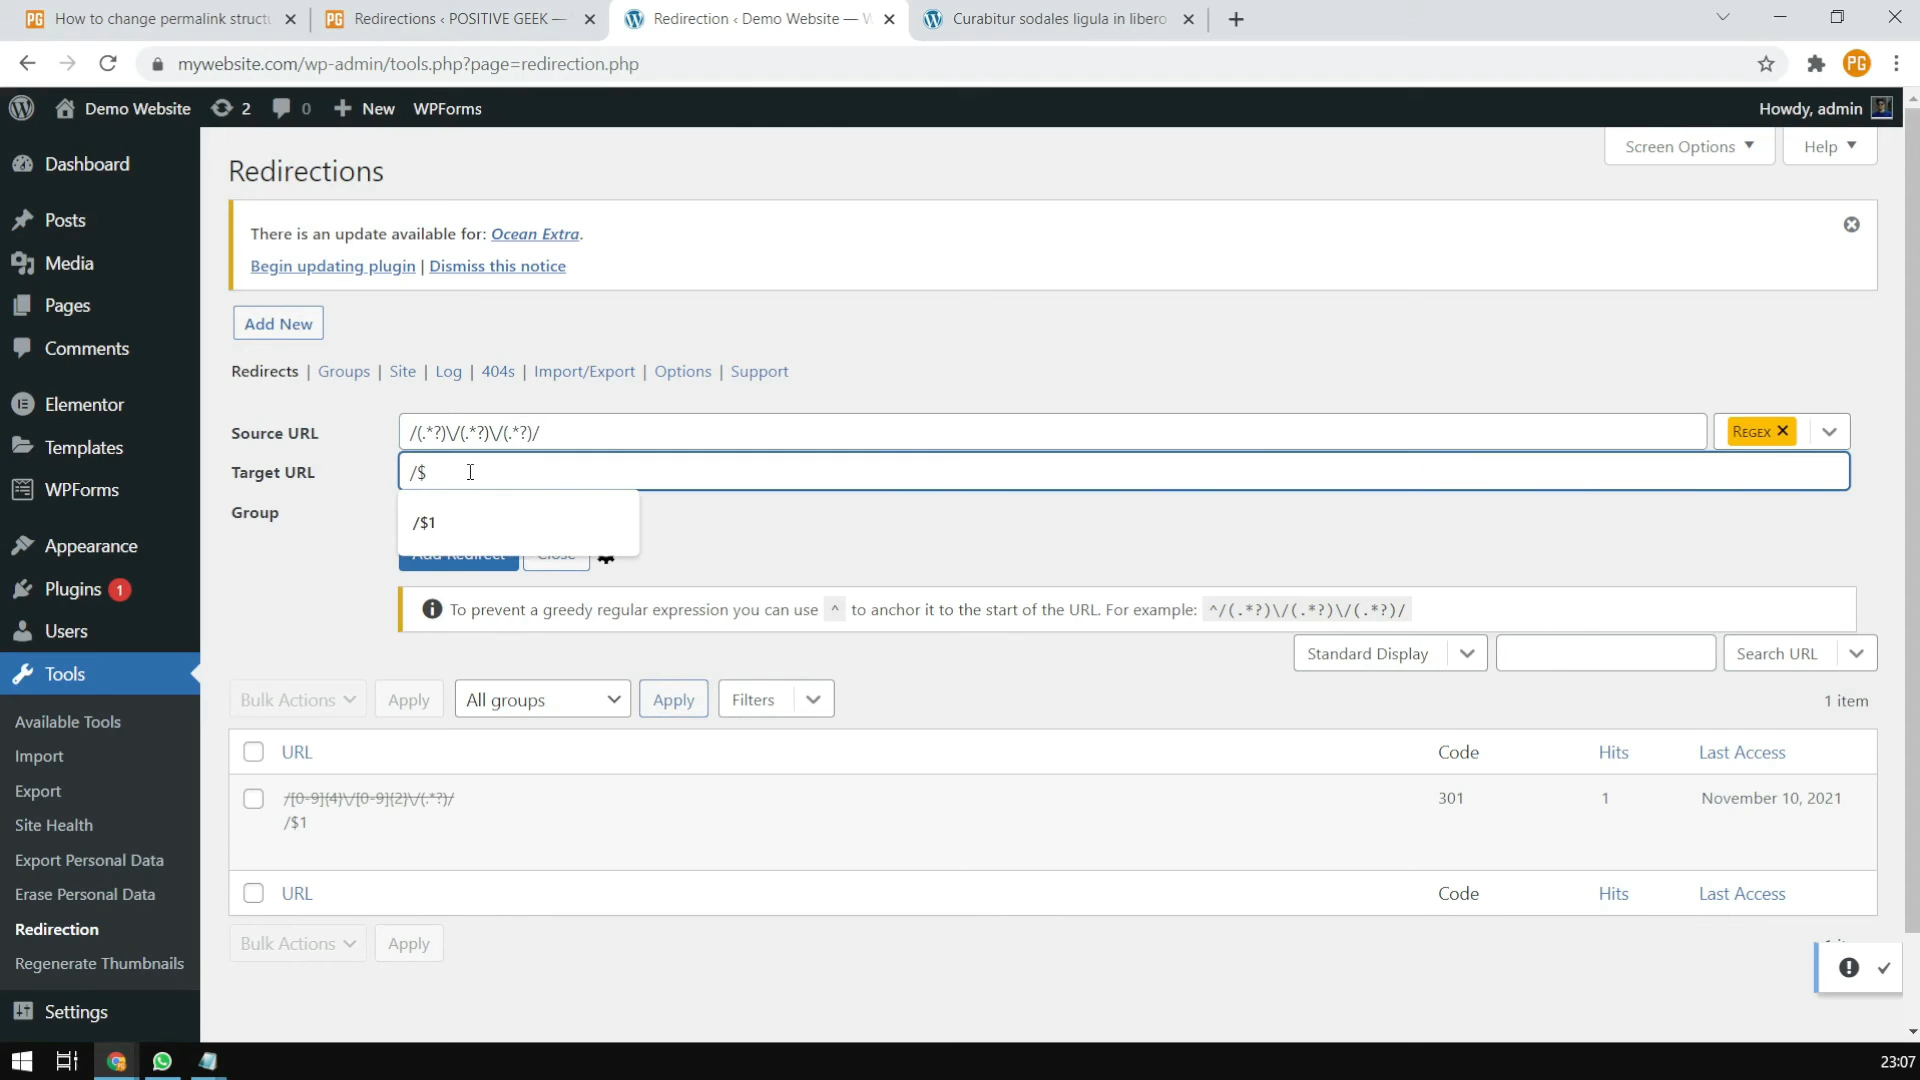 How to change permalink structu
Redirections ‹ POSITIVE GEEK —
Redirection ‹ Demo Website — W
Curabitur sodales ligula in libero
mywebsite.com/wp-admin/tools.php?page=redirection.php
PG
Demo Website 2 0 New WPForms
Howdy, admin
Dashboard
Posts
Media
Pages
Comments
Elementor
Templates
WPForms
Appearance
Plugins 1
Users
Tools
Available Tools
Import
Export
Site Health
Export Personal Data
Erase Personal Data
Redirection
Regenerate Thumbnails
Settings
Screen Options Help
Redirections
There is an update available for: Ocean Extra.
Begin updating plugin | Dismiss this notice
Add New
Redirects | Groups | Site | Log | 404s | Import/Export | Options | Support
Source URL /(.*?)\/(.*?)\/(.*?)/ REGEX
Target URL /$
/$1
Group
Add Redirect Close
To prevent a greedy regular expression you can use ^ to anchor it to the start of the URL. For example: ^/(.*?)\/(.*?)\/(.*?)/
Standard Display Search URL
Bulk Actions Apply All groups Apply Filters 1 item
URL Code Hits Last Access
/[0-9]{4}\/[0-9]{2}\/(.*?)/ 301 1 November 10, 2021
/$1
URL Code Hits Last Access
Bulk Actions Apply
23:07